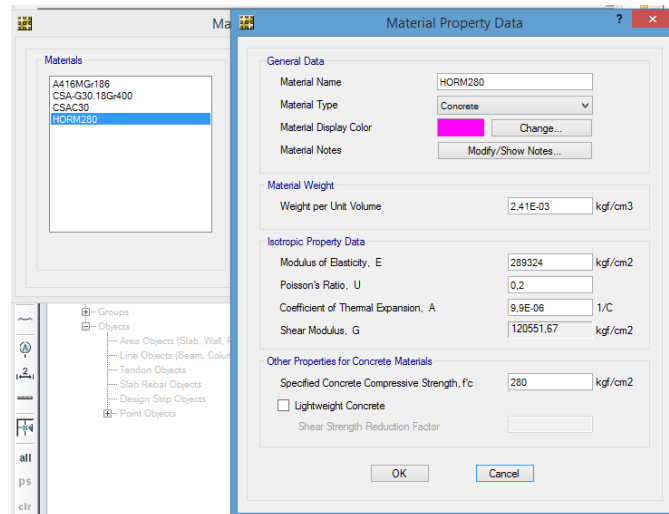 Ma
Materials
A416MGr186
CSA-G30.18Gr400
CSAC30
HORM280
Groups
Objects
Area Objects (Slab, Wall,
Line Objects (Beam, Colu
Tendon Objects
Slab Rebar Objects
Design Strip Objects
Point Objects
2
all
ps
clr
Material Property Data
? ×
General Data
Material Name HORM280
Material Type Concrete
Material Display Color Change...
Material Notes Modify/Show Notes...
Material Weight
Weight per Unit Volume 2,41E-03 kgf/cm3
Isotropic Property Data
Modulus of Elasticity, E 289324 kgf/cm2
Poisson's Ratio, U 0,2
Coefficient of Thermal Expansion, A 9,9E-06 1/C
Shear Modulus, G 120551,67 kgf/cm2
Other Properties for Concrete Materials
Specified Concrete Compressive Strength, f'c 280 kgf/cm2
Lightweight Concrete
Shear Strength Reduction Factor
OK Cancel